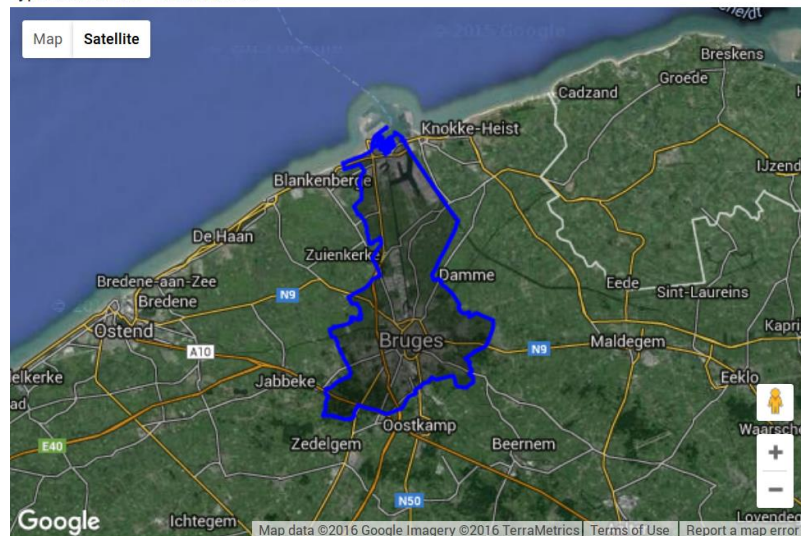 Map Satellite
Breskens
Groede
Cadzand
Knokke-Heist
IJzend
Blankenberge
De Haan
Zuienkerke
Damme
Bredene-aan-Zee
Eede
Sint-Laureins
N9
Bredene
Ostend
Kapri
Bruges
Maldegem
A10
N9
elkerke
Jabbeke
Eeklo
ad
Oostkamp
Waarscho
Zedelgem
Beernem
E40
N50
Lovendeg
Google
Ichtegem
Map data ©2016 Google Imagery ©2016 TerraMetrics Terms of Use Report a map error